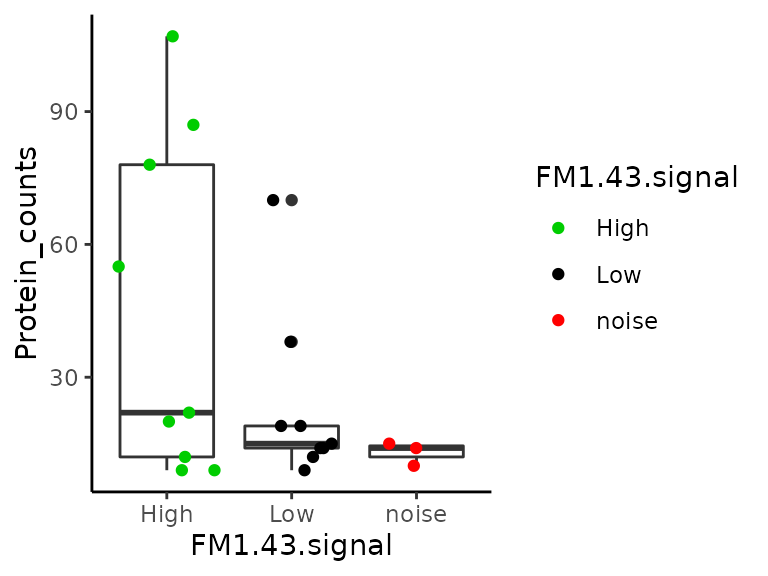 Protein_counts
90
60
30
High
Low
noise
FM1.43.signal
FM1.43.signal
High
Low
noise